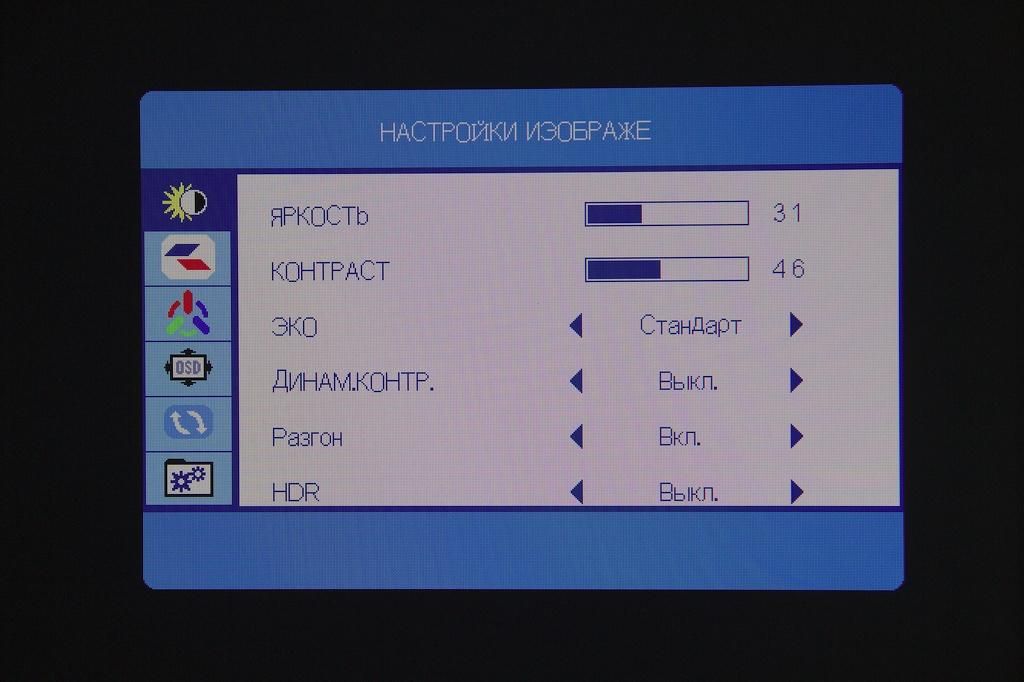 НАСТРОЙКИ ИЗОБРАЖЕ
ЯРКОСТЬ 31
КОНТРАСТ 46
ЭКО Стандарт
ДИНАМ.КОНТР. Выкл.
OSD
Разгон Вкл.
HDR Выкл.